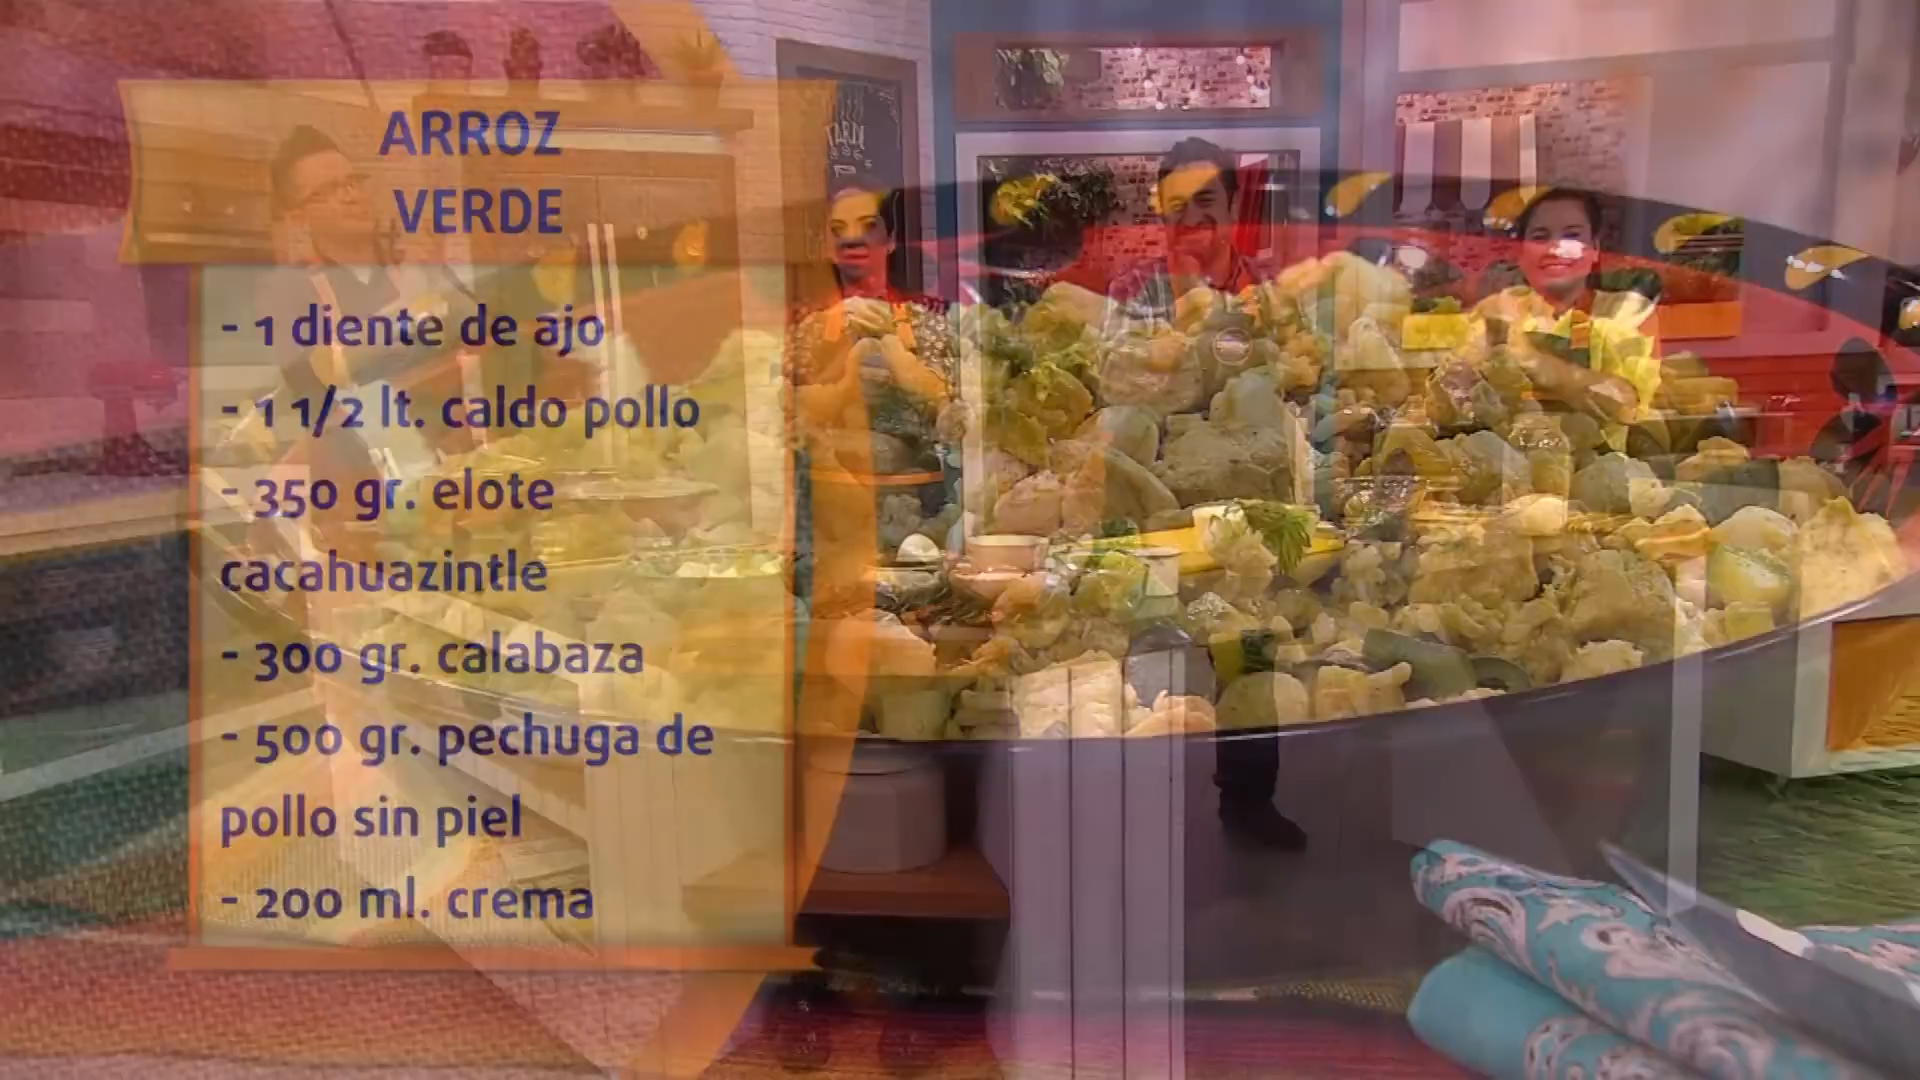 ARROZ
VERDE
- 1 diente de ajo
- 1 1/2 lt. caldo pollo
- 350 gr. elote
cacahuazintle
- 300 gr. calabaza
- 500 gr. pechuga de
pollo sin piel
- 200 ml. crema